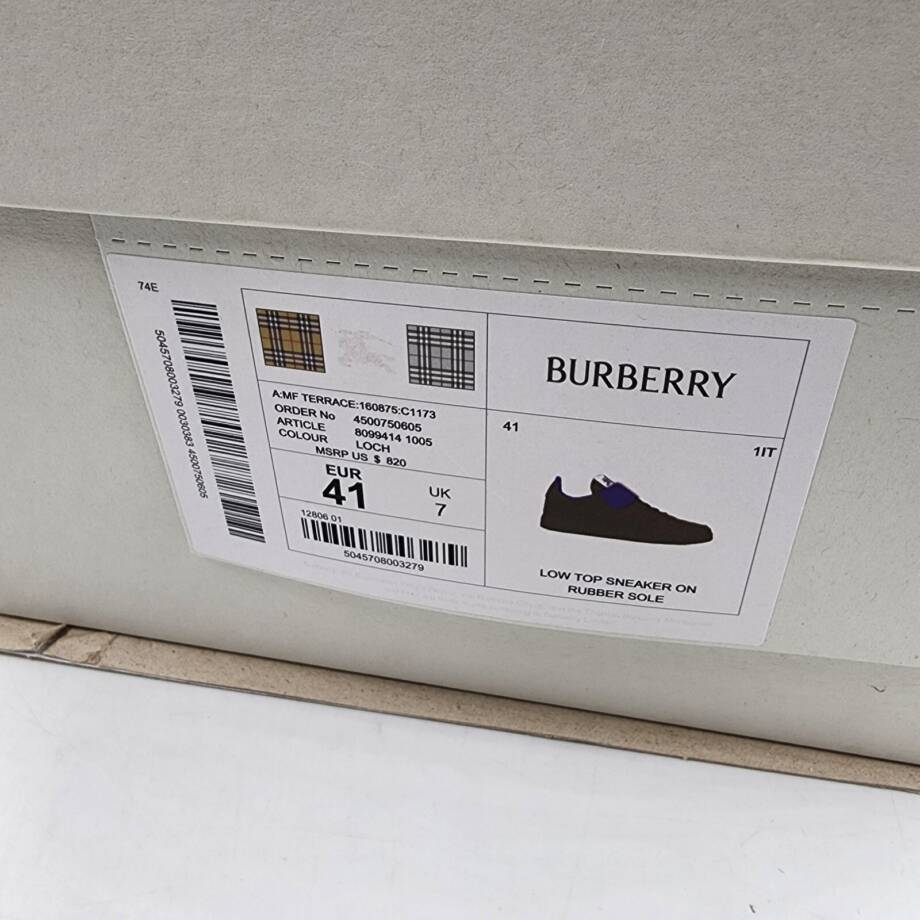 74E
5045708003279 0030383 4500750605
A:MF TERRACE:160875:C1173
ORDER No 4500750605
ARTICLE 8099414 1005
COLOUR LOCH
MSRP US $ 820
EUR
41
UK
7
12806 01
5045708003279
BURBERRY
41
1IT
LOW TOP SNEAKER ON
RUBBER SOLE